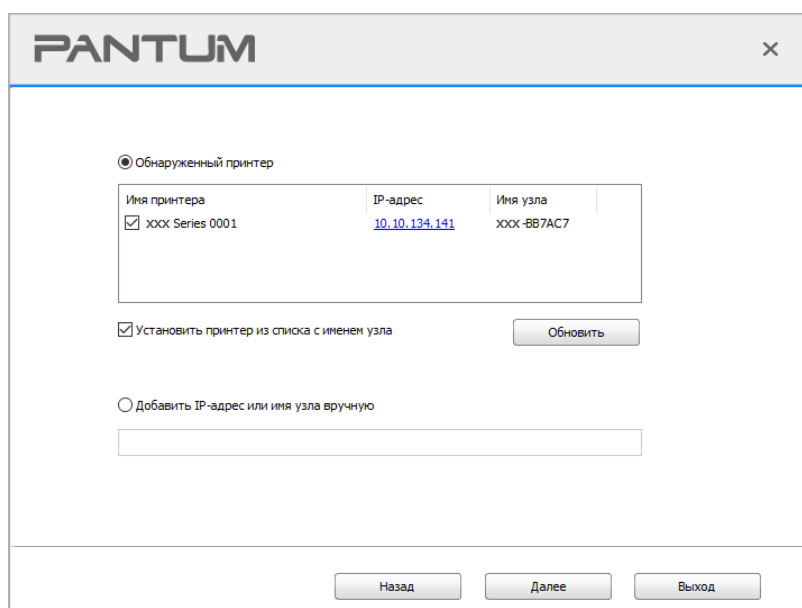 PANTUM
Обнаруженный принтер
Имя принтера IP-адрес Имя узла
XXX Series 0001 10.10.134.141 XXX-BB7AC7
Установить принтер из списка с именем узла Обновить
Добавить IP-адрес или имя узла вручную
Назад Далее Выход